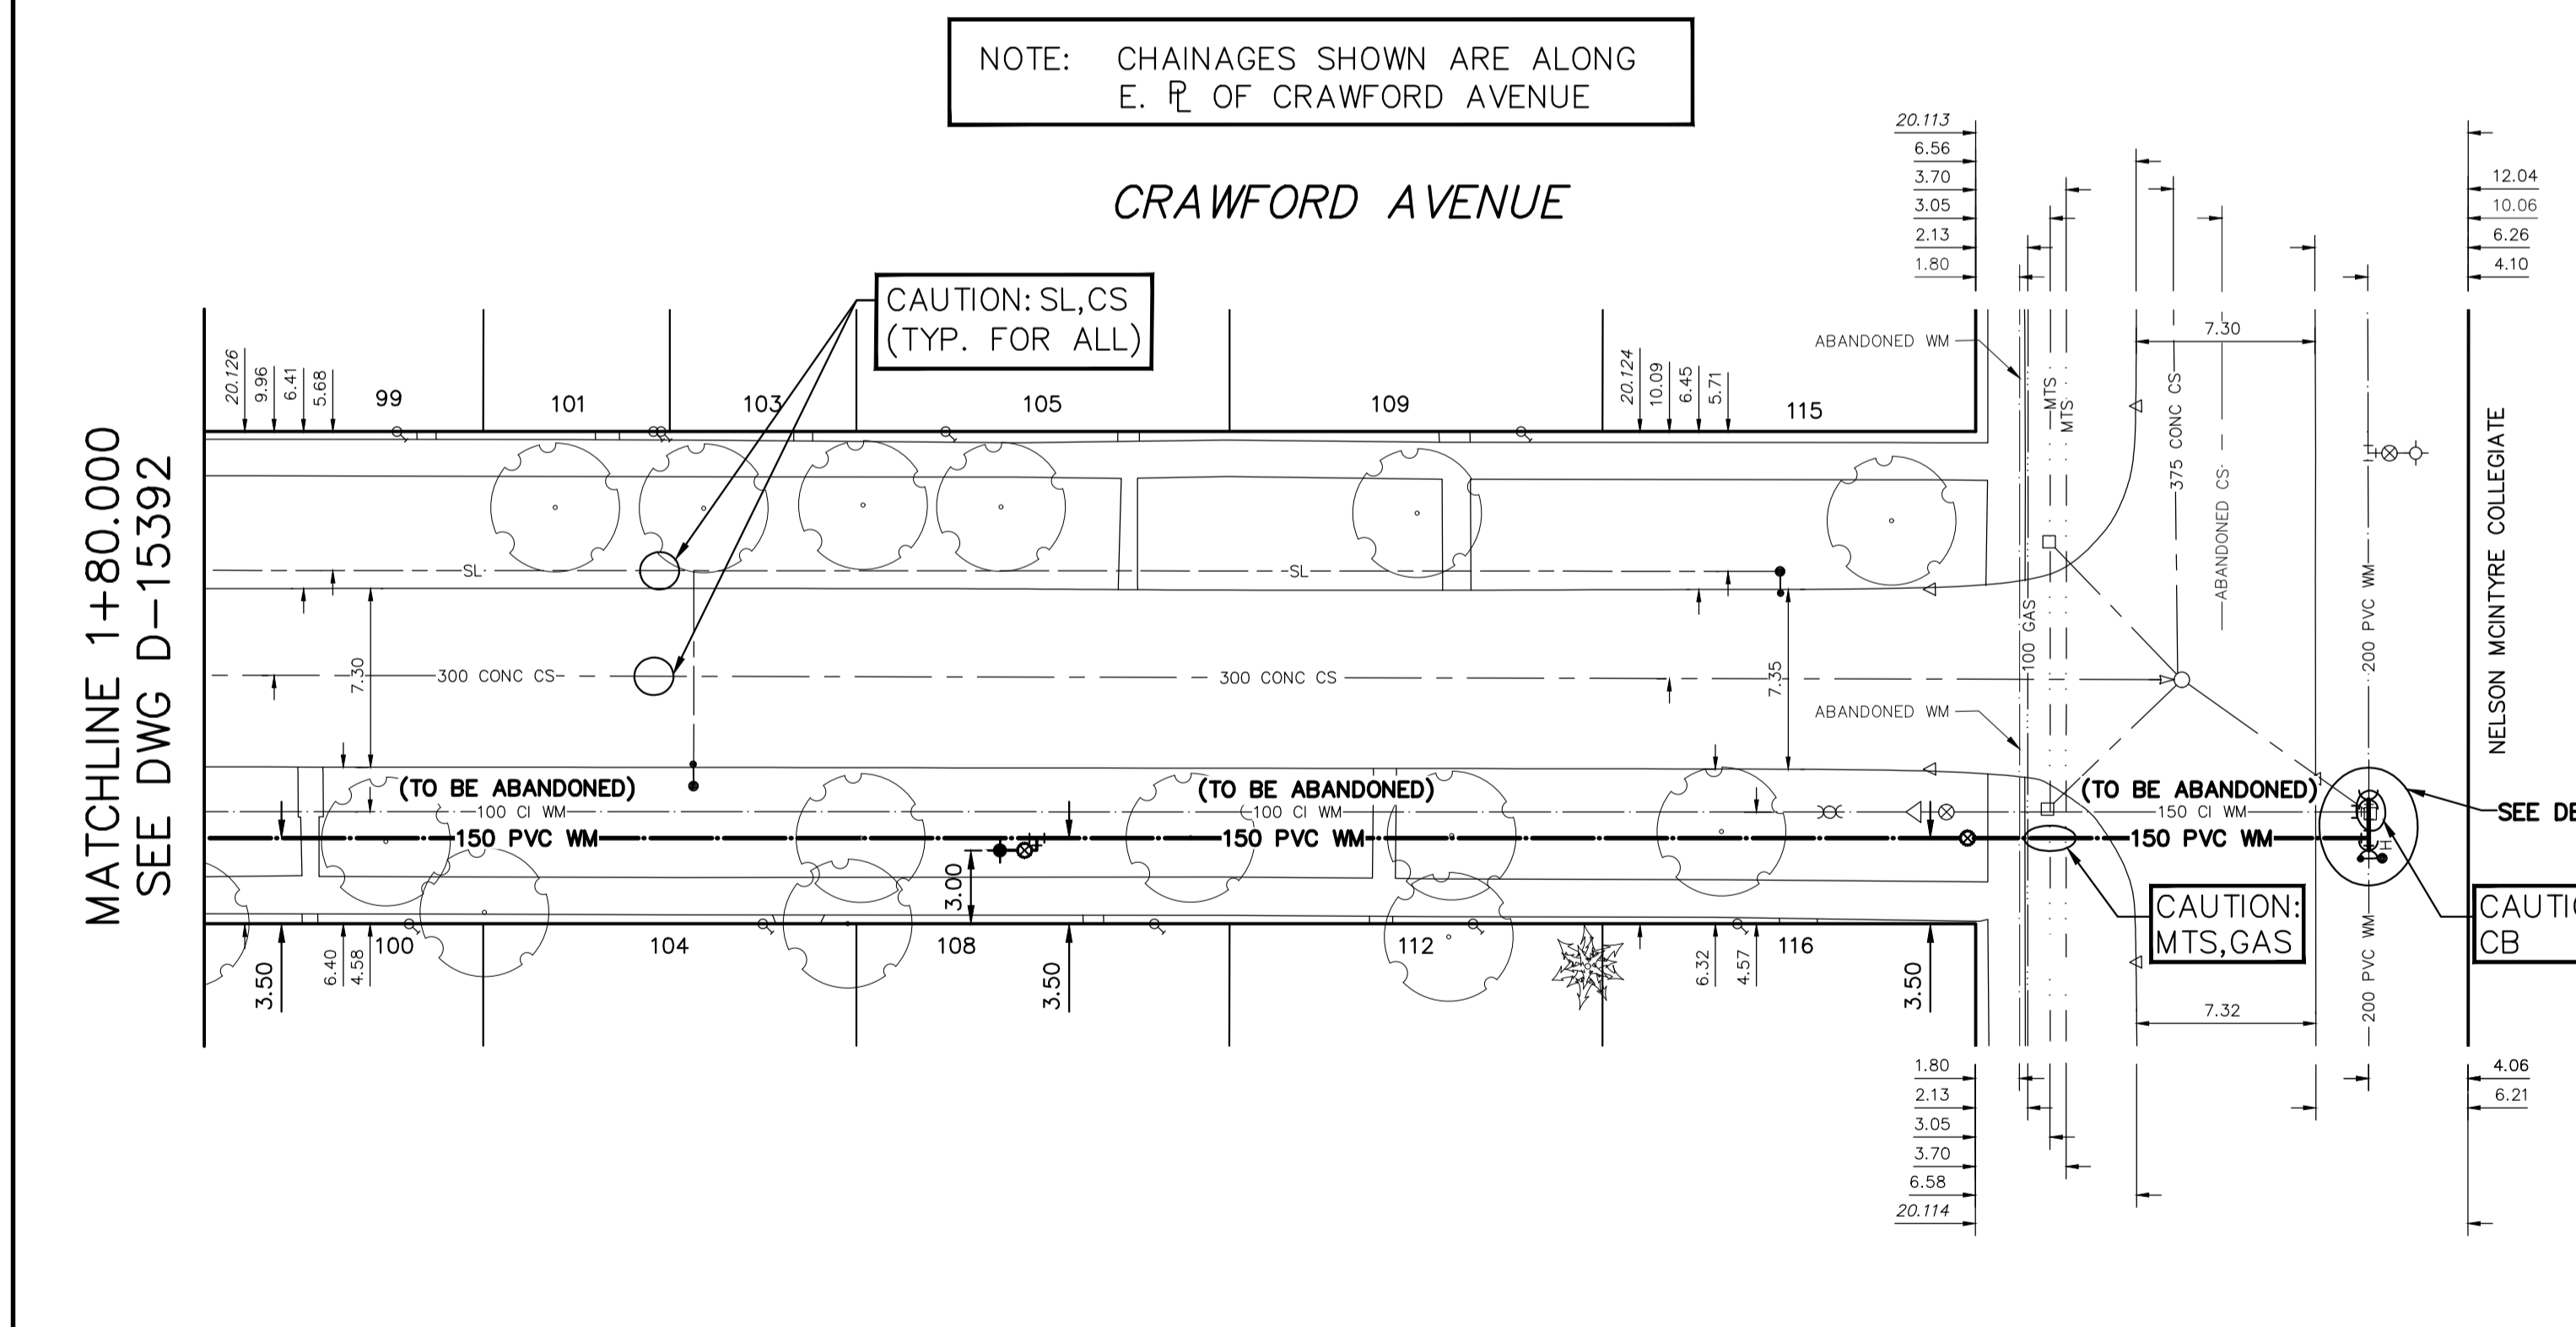 NOTE: CHAINAGES SHOWN ARE ALONG
E. PL OF CRAWFORD AVENUE
CRAWFORD AVENUE
20.113
6.56
3.70
3.05
2.13
1.80
12.04
10.06
6.26
4.10
CAUTION: SL,CS
(TYP. FOR ALL)
MATCHLINE 1+80.000
SEE DWG D-15392
20.126
9.96
6.41
5.68
99
101
103
105
109
20.124
10.09
6.45
5.71
115
ABANDONED WM
MTS
MTS
375 CONC CS
ABANDONED CS
7.30
200 PVC WM
NELSON MCINTYRE COLLEGIATE
SL
SL
100 GAS
7.30
300 CONC CS
300 CONC CS
7.35
ABANDONED WM
(TO BE ABANDONED)
(TO BE ABANDONED)
(TO BE ABANDONED)
100 CI WM
100 CI WM
150 CI WM
SEE DE
150 PVC WM
150 PVC WM
150 PVC WM
3.00
CAUTION:
MTS,GAS
CAUTIO
CB
100
104
108
112
116
3.50
6.40
4.58
3.50
6.32
4.57
3.50
7.32
200 PVC WM
1.80
2.13
3.05
3.70
6.58
20.114
4.06
6.21